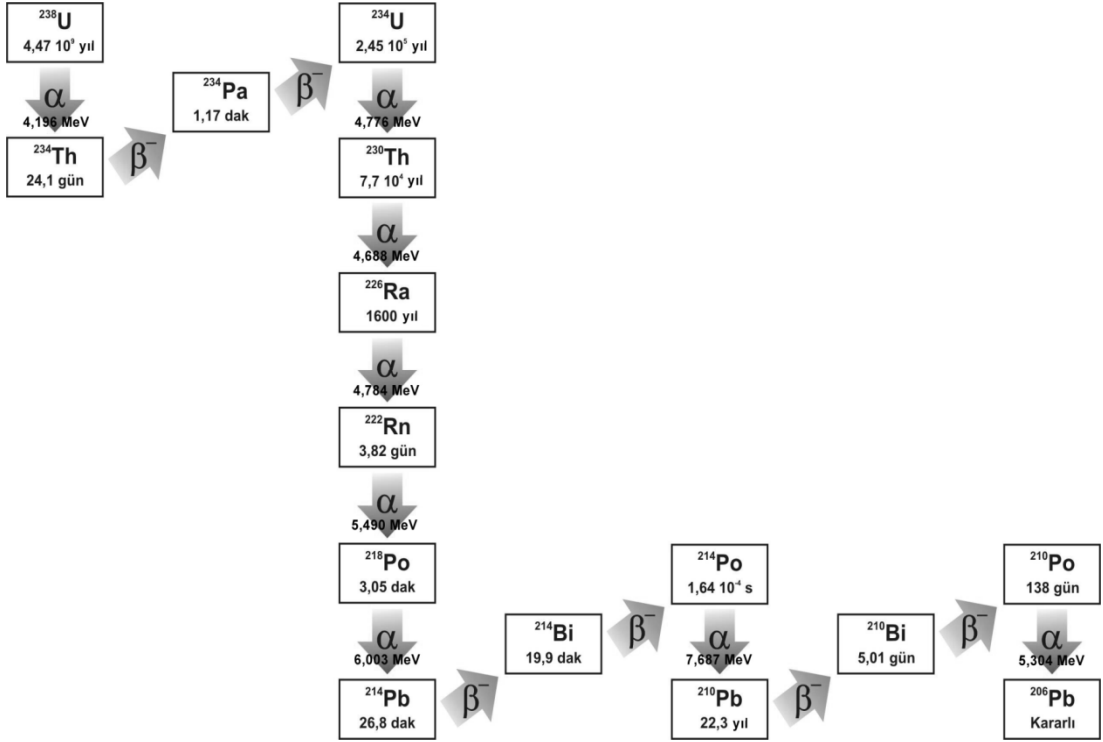 ²³⁸U
4,47 10⁹ yıl
α
4,196 MeV
²³⁴Th
24,1 gün
β⁻
²³⁴Pa
1,17 dak
β⁻
²³⁴U
2,45 10⁵ yıl
α
4,776 MeV
²³⁰Th
7,7 10⁴ yıl
α
4,688 MeV
²²⁶Ra
1600 yıl
α
4,784 MeV
²²²Rn
3,82 gün
α
5,490 MeV
²¹⁸Po
3,05 dak
α
6,003 MeV
²¹⁴Pb
26,8 dak
β⁻
²¹⁴Bi
19,9 dak
β⁻
²¹⁴Po
1,64 10⁻⁴ s
α
7,687 MeV
²¹⁰Pb
22,3 yıl
β⁻
²¹⁰Bi
5,01 gün
β⁻
²¹⁰Po
138 gün
α
5,304 MeV
²⁰⁶Pb
Kararlı